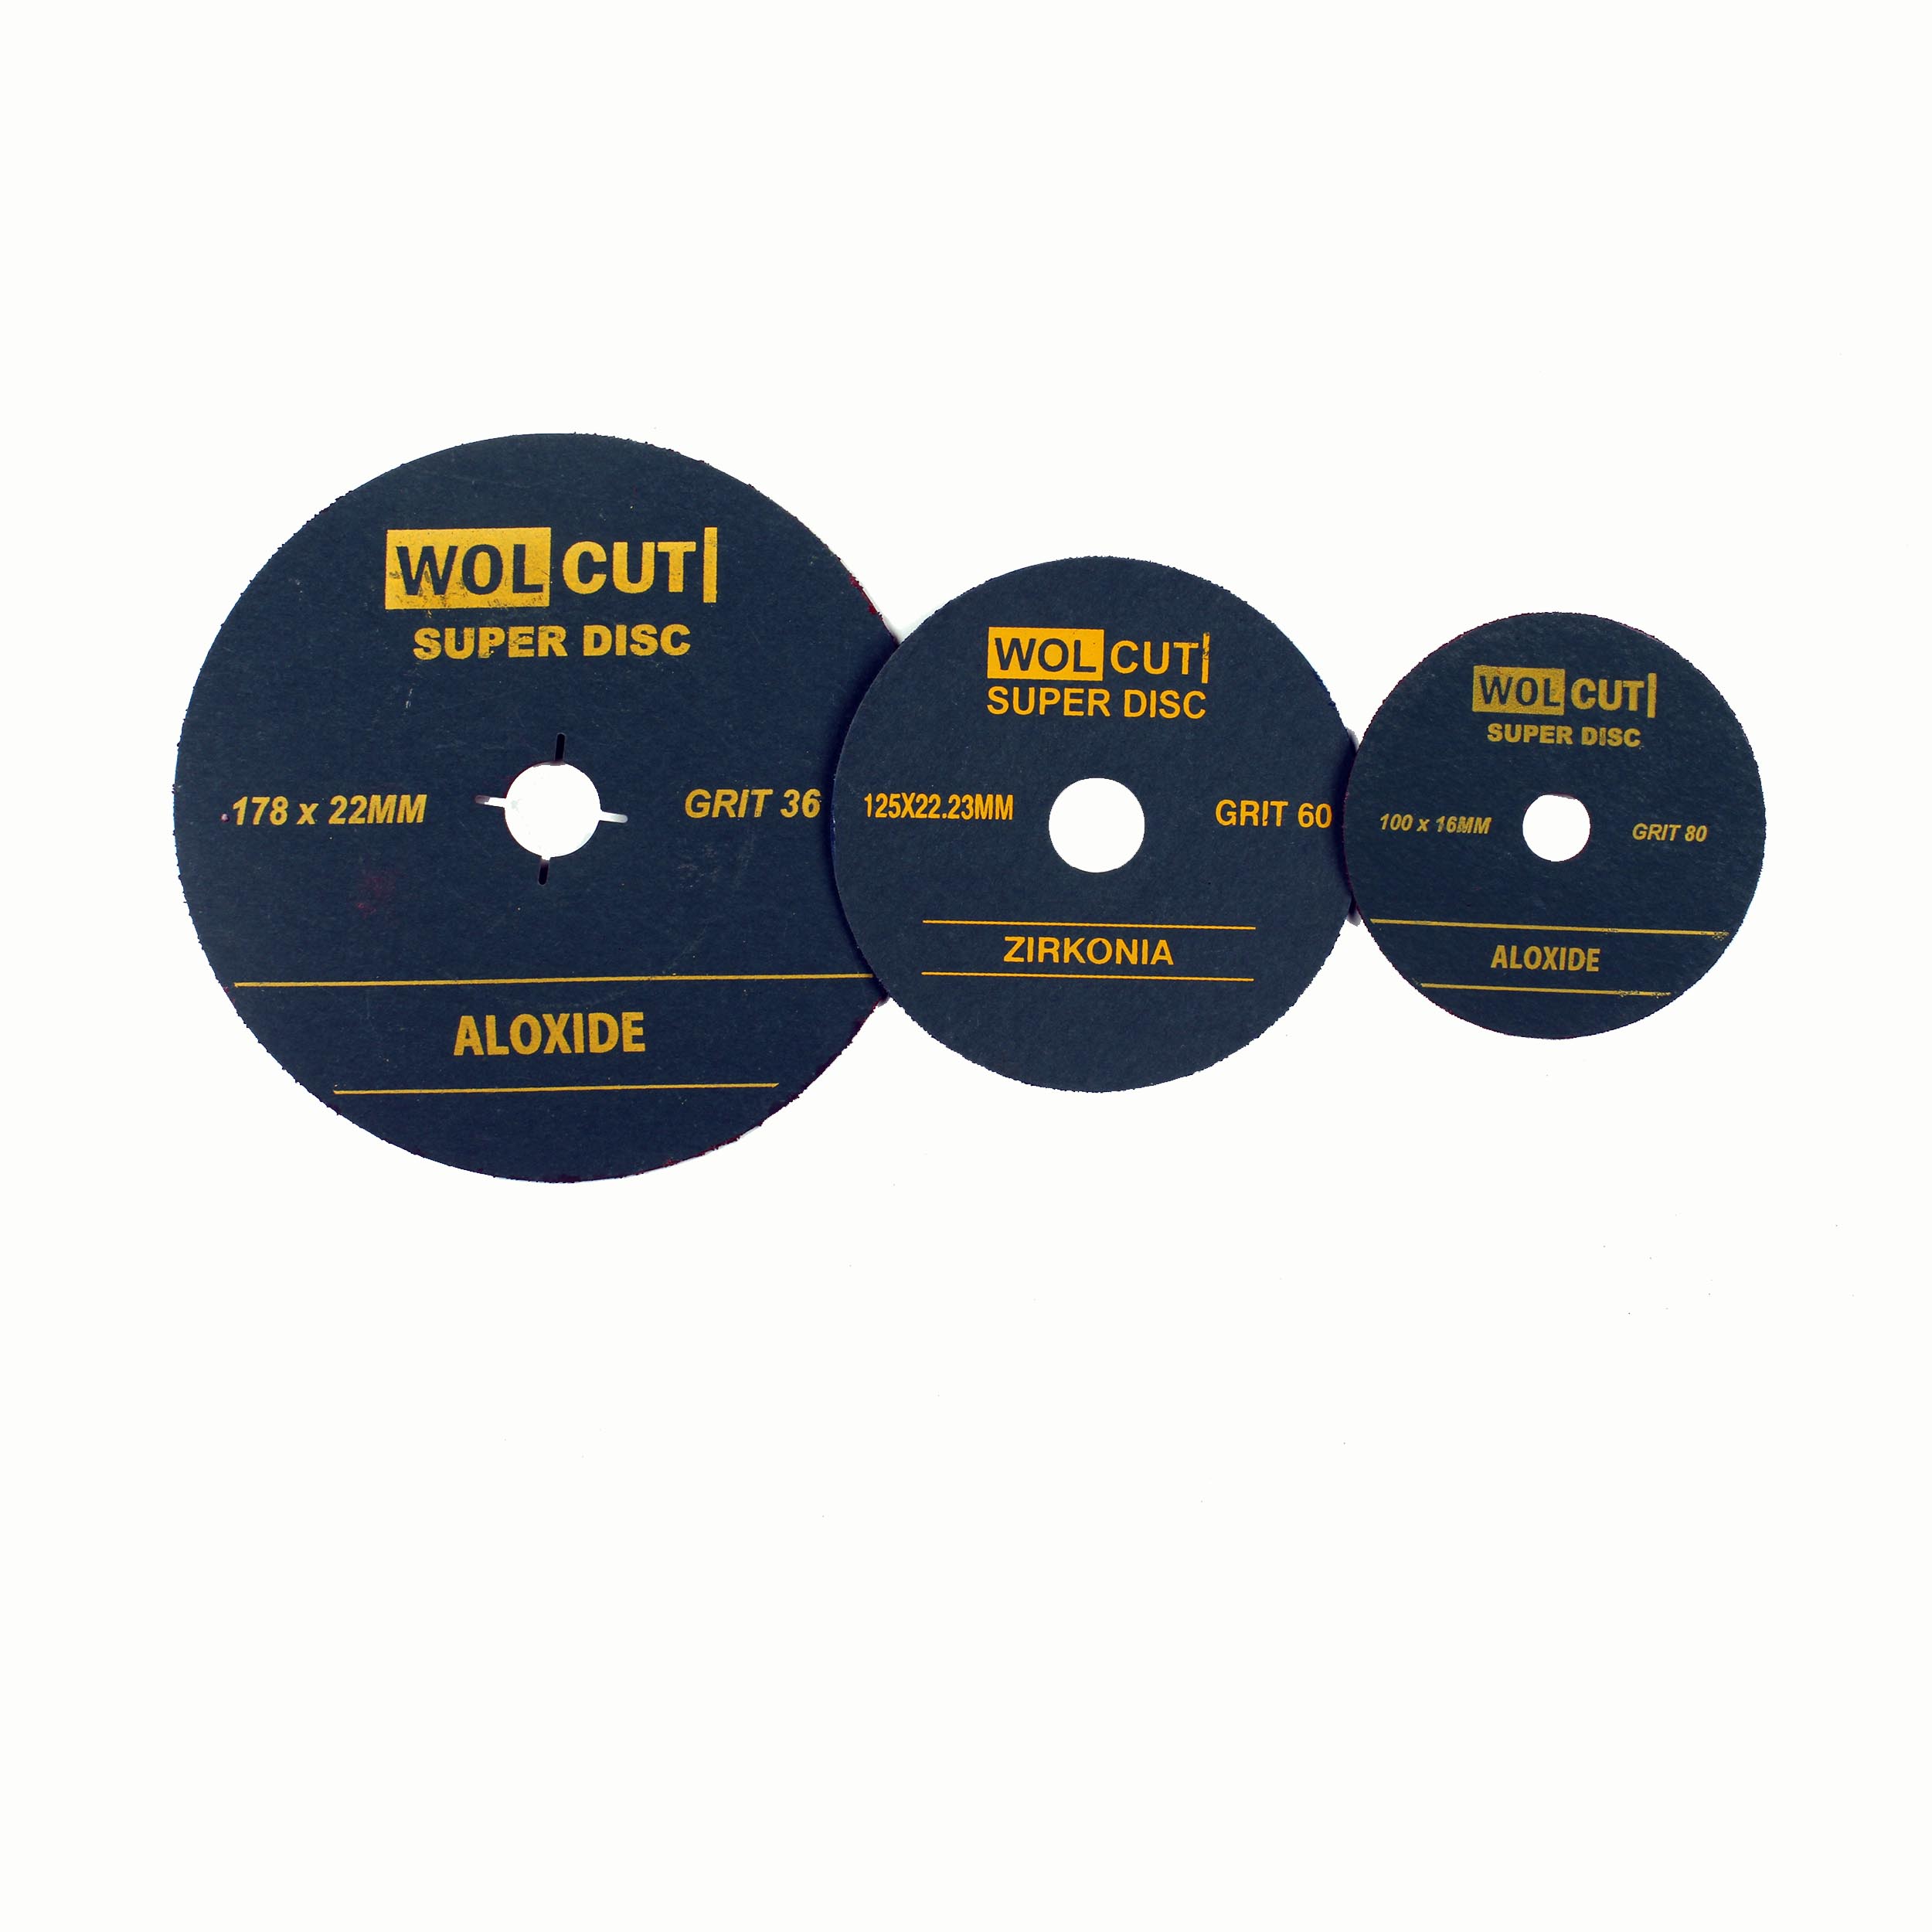 WOL CUT
SUPER DISC
178 x 22MM
GRIT 36
ALOXIDE
WOL CUT
SUPER DISC
125X22.23MM
GRIT 60
ZIRKONIA
WOL CUT
SUPER DISC
100 x 16MM
GRIT 80
ALOXIDE